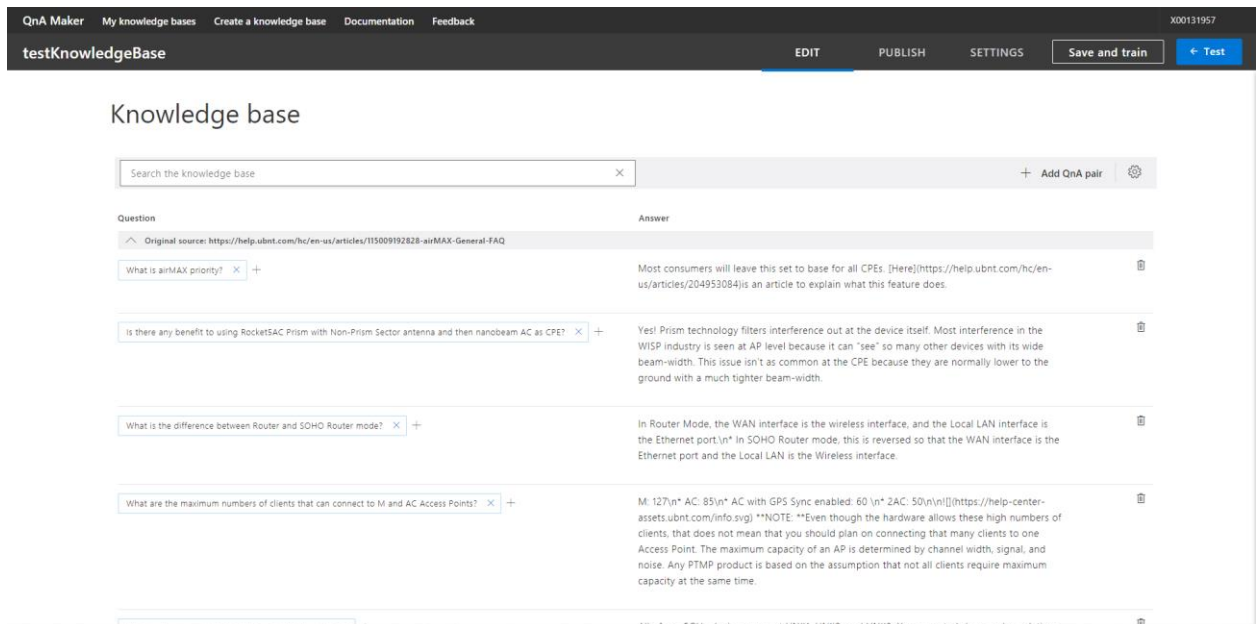 QnA Maker My knowledge bases Create a knowledge base Documentation Feedback X00131957
testKnowledgeBase EDIT PUBLISH SETTINGS Save and train ← Test
Knowledge base
Search the knowledge base × + Add QnA pair
Question Answer
Original source: https://help.ubnt.com/hc/en-us/articles/115009192828-airMAX-General-FAQ
What is airMAX priority? × +
Most consumers will leave this set to base for all CPEs. [Here](https://help.ubnt.com/hc/en-
us/articles/204953084)is an article to explain what this feature does.
Is there any benefit to using Rocket5AC Prism with Non-Prism Sector antenna and then nanobeam AC as CPE? × +
Yes! Prism technology filters interference out at the device itself. Most interference in the
WISP industry is seen at AP level because it can "see" so many other devices with its wide
beam-width. This issue isn't as common at the CPE because they are normally lower to the
ground with a much tighter beam-width.
What is the difference between Router and SOHO Router mode? × +
In Router Mode, the WAN interface is the wireless interface, and the Local LAN interface is
the Ethernet port.\n* In SOHO Router mode, this is reversed so that the WAN interface is the
Ethernet port and the Local LAN is the Wireless interface.
What are the maximum numbers of clients that can connect to M and AC Access Points? × +
M: 127\n* AC: 85\n* AC with GPS Sync enabled: 60 \n* 2AC: 50\n\n![](https://help-center-
assets.ubnt.com/info.svg) **NOTE: **Even though the hardware allows these high numbers of
clients, that does not mean that you should plan on connecting that many clients to one
Access Point. The maximum capacity of an AP is determined by channel width, signal, and
noise. Any PTMP product is based on the assumption that not all clients require maximum
capacity at the same time.